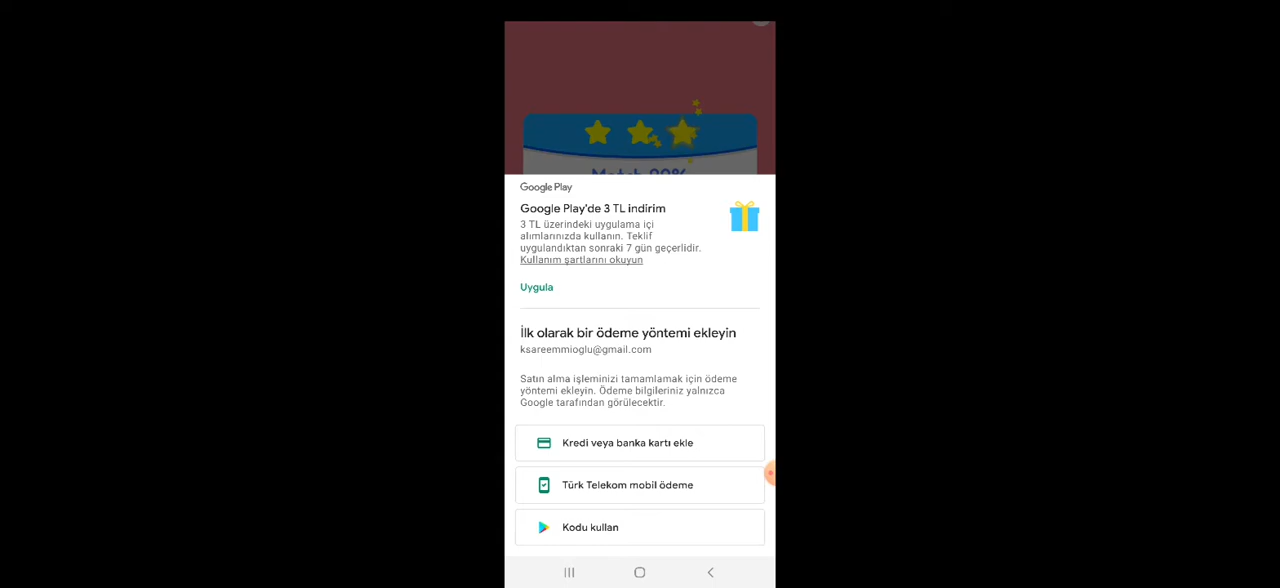 Match 99%
Google Play
Google Play'de 3 TL indirim
3 TL üzerindeki uygulama içi
alımlarınızda kullanın. Teklif
uygulandıktan sonraki 7 gün geçerlidir.
Kullanım şartlarını okuyun
Uygula
İlk olarak bir ödeme yöntemi ekleyin
ksareemmioglu@gmail.com
Satın alma işleminizi tamamlamak için ödeme
yöntemi ekleyin. Ödeme bilgileriniz yalnızca
Google tarafından görülecektir.
Kredi veya banka kartı ekle
Türk Telekom mobil ödeme
Kodu kullan